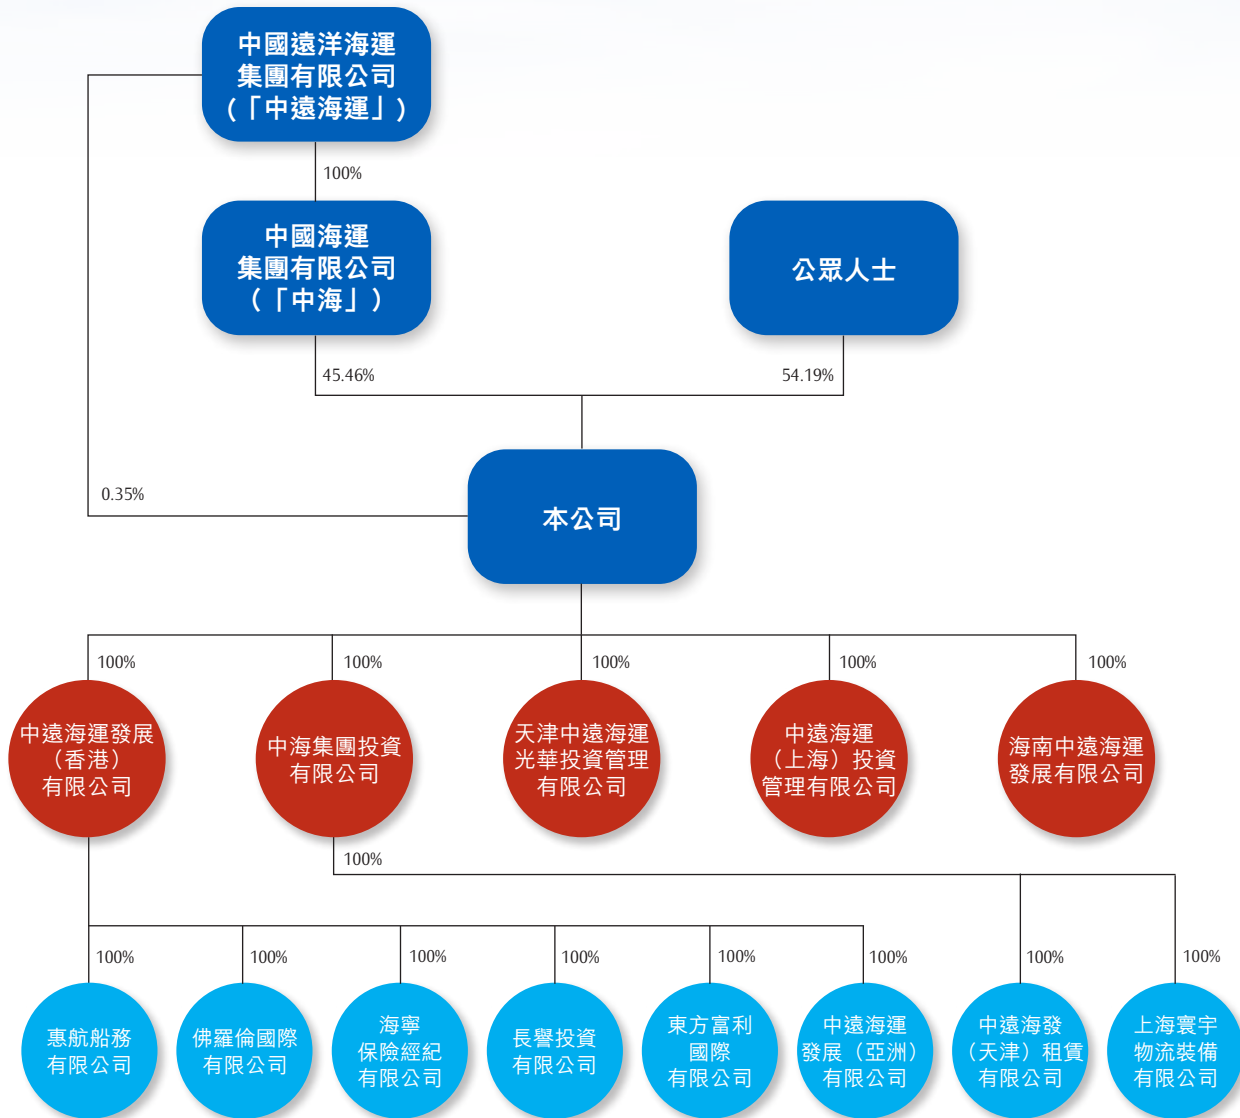 中國遠洋海運
集團有限公司
(「中遠海運」)
100%
中國海運
集團有限公司
(「中海」)
公眾人士
45.46%
54.19%
0.35%
本公司
100%
100%
100%
100%
100%
中遠海運發展
（香港）
有限公司
中海集團投資
有限公司
天津中遠海運
光華投資管理
有限公司
中遠海運
（上海）投資
管理有限公司
海南中遠海運
發展有限公司
100%
100%
100%
100%
100%
100%
100%
100%
100%
惠航船務
有限公司
佛羅倫國際
有限公司
海寧
保險經紀
有限公司
長譽投資
有限公司
東方富利
國際
有限公司
中遠海運
發展（亞洲）
有限公司
中遠海發
（天津）租賃
有限公司
上海寰宇
物流裝備
有限公司